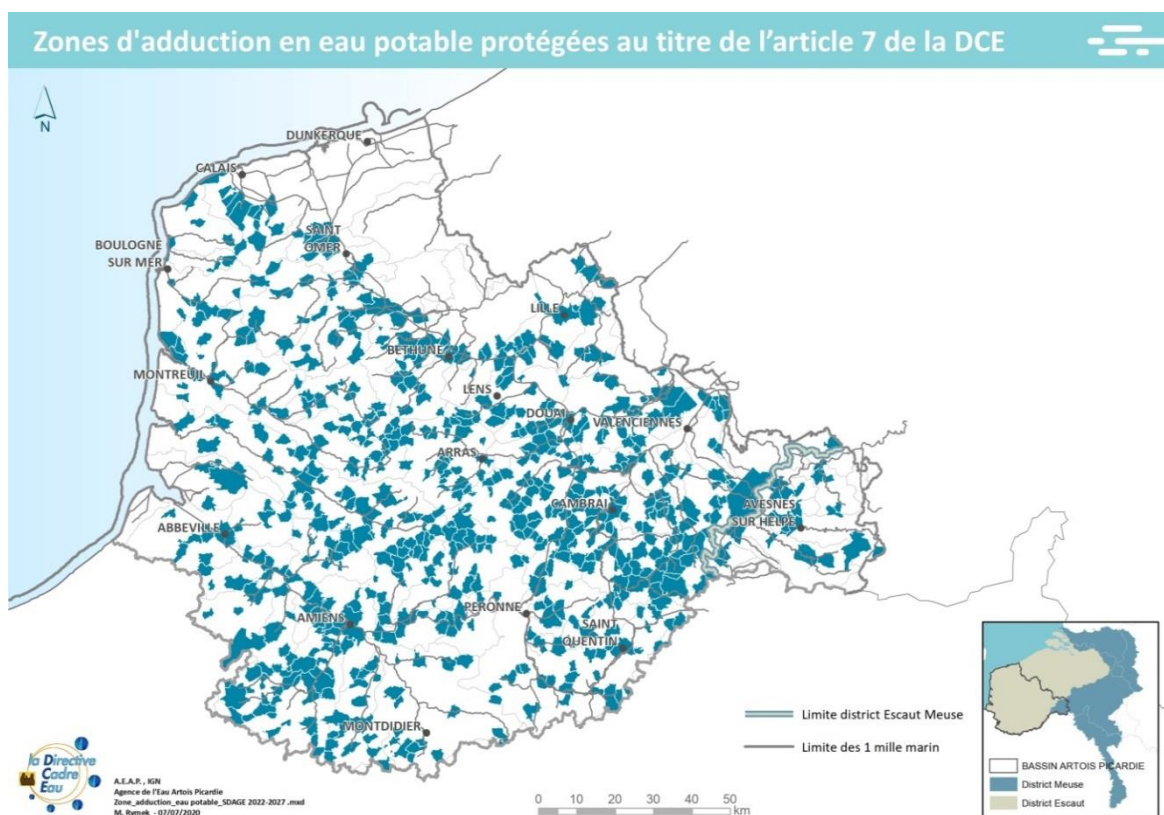 Zones d'adduction en eau potable protégées au titre de l'article 7 de la DCE
N
DUNKERQUE
CALAIS
SAINT
OMER
BOULOGNE
SUR MER
LILLE
BETHUNE
MONTREUIL
LENS
DOUAI
VALENCIENNES
ARRAS
CAMBRAI
AVESNES
SUR HELPE
ABBEVILLE
PERONNE
AMIENS
SAINT
QUENTIN
MONTDIDIER
Limite district Escaut Meuse
Limite des 1 mille marin
BASSIN ARTOIS PICARDIE
District Meuse
District Escaut
la Directive
Cadre
Eau
A.E.A.P. , IGN
Agence de l'Eau Artois Picardie
Zone_adduction_eau potable_SDAGE 2022-2027 .mxd
M. Rymek - 07/07/2020
0 10 20 30 40 50
km